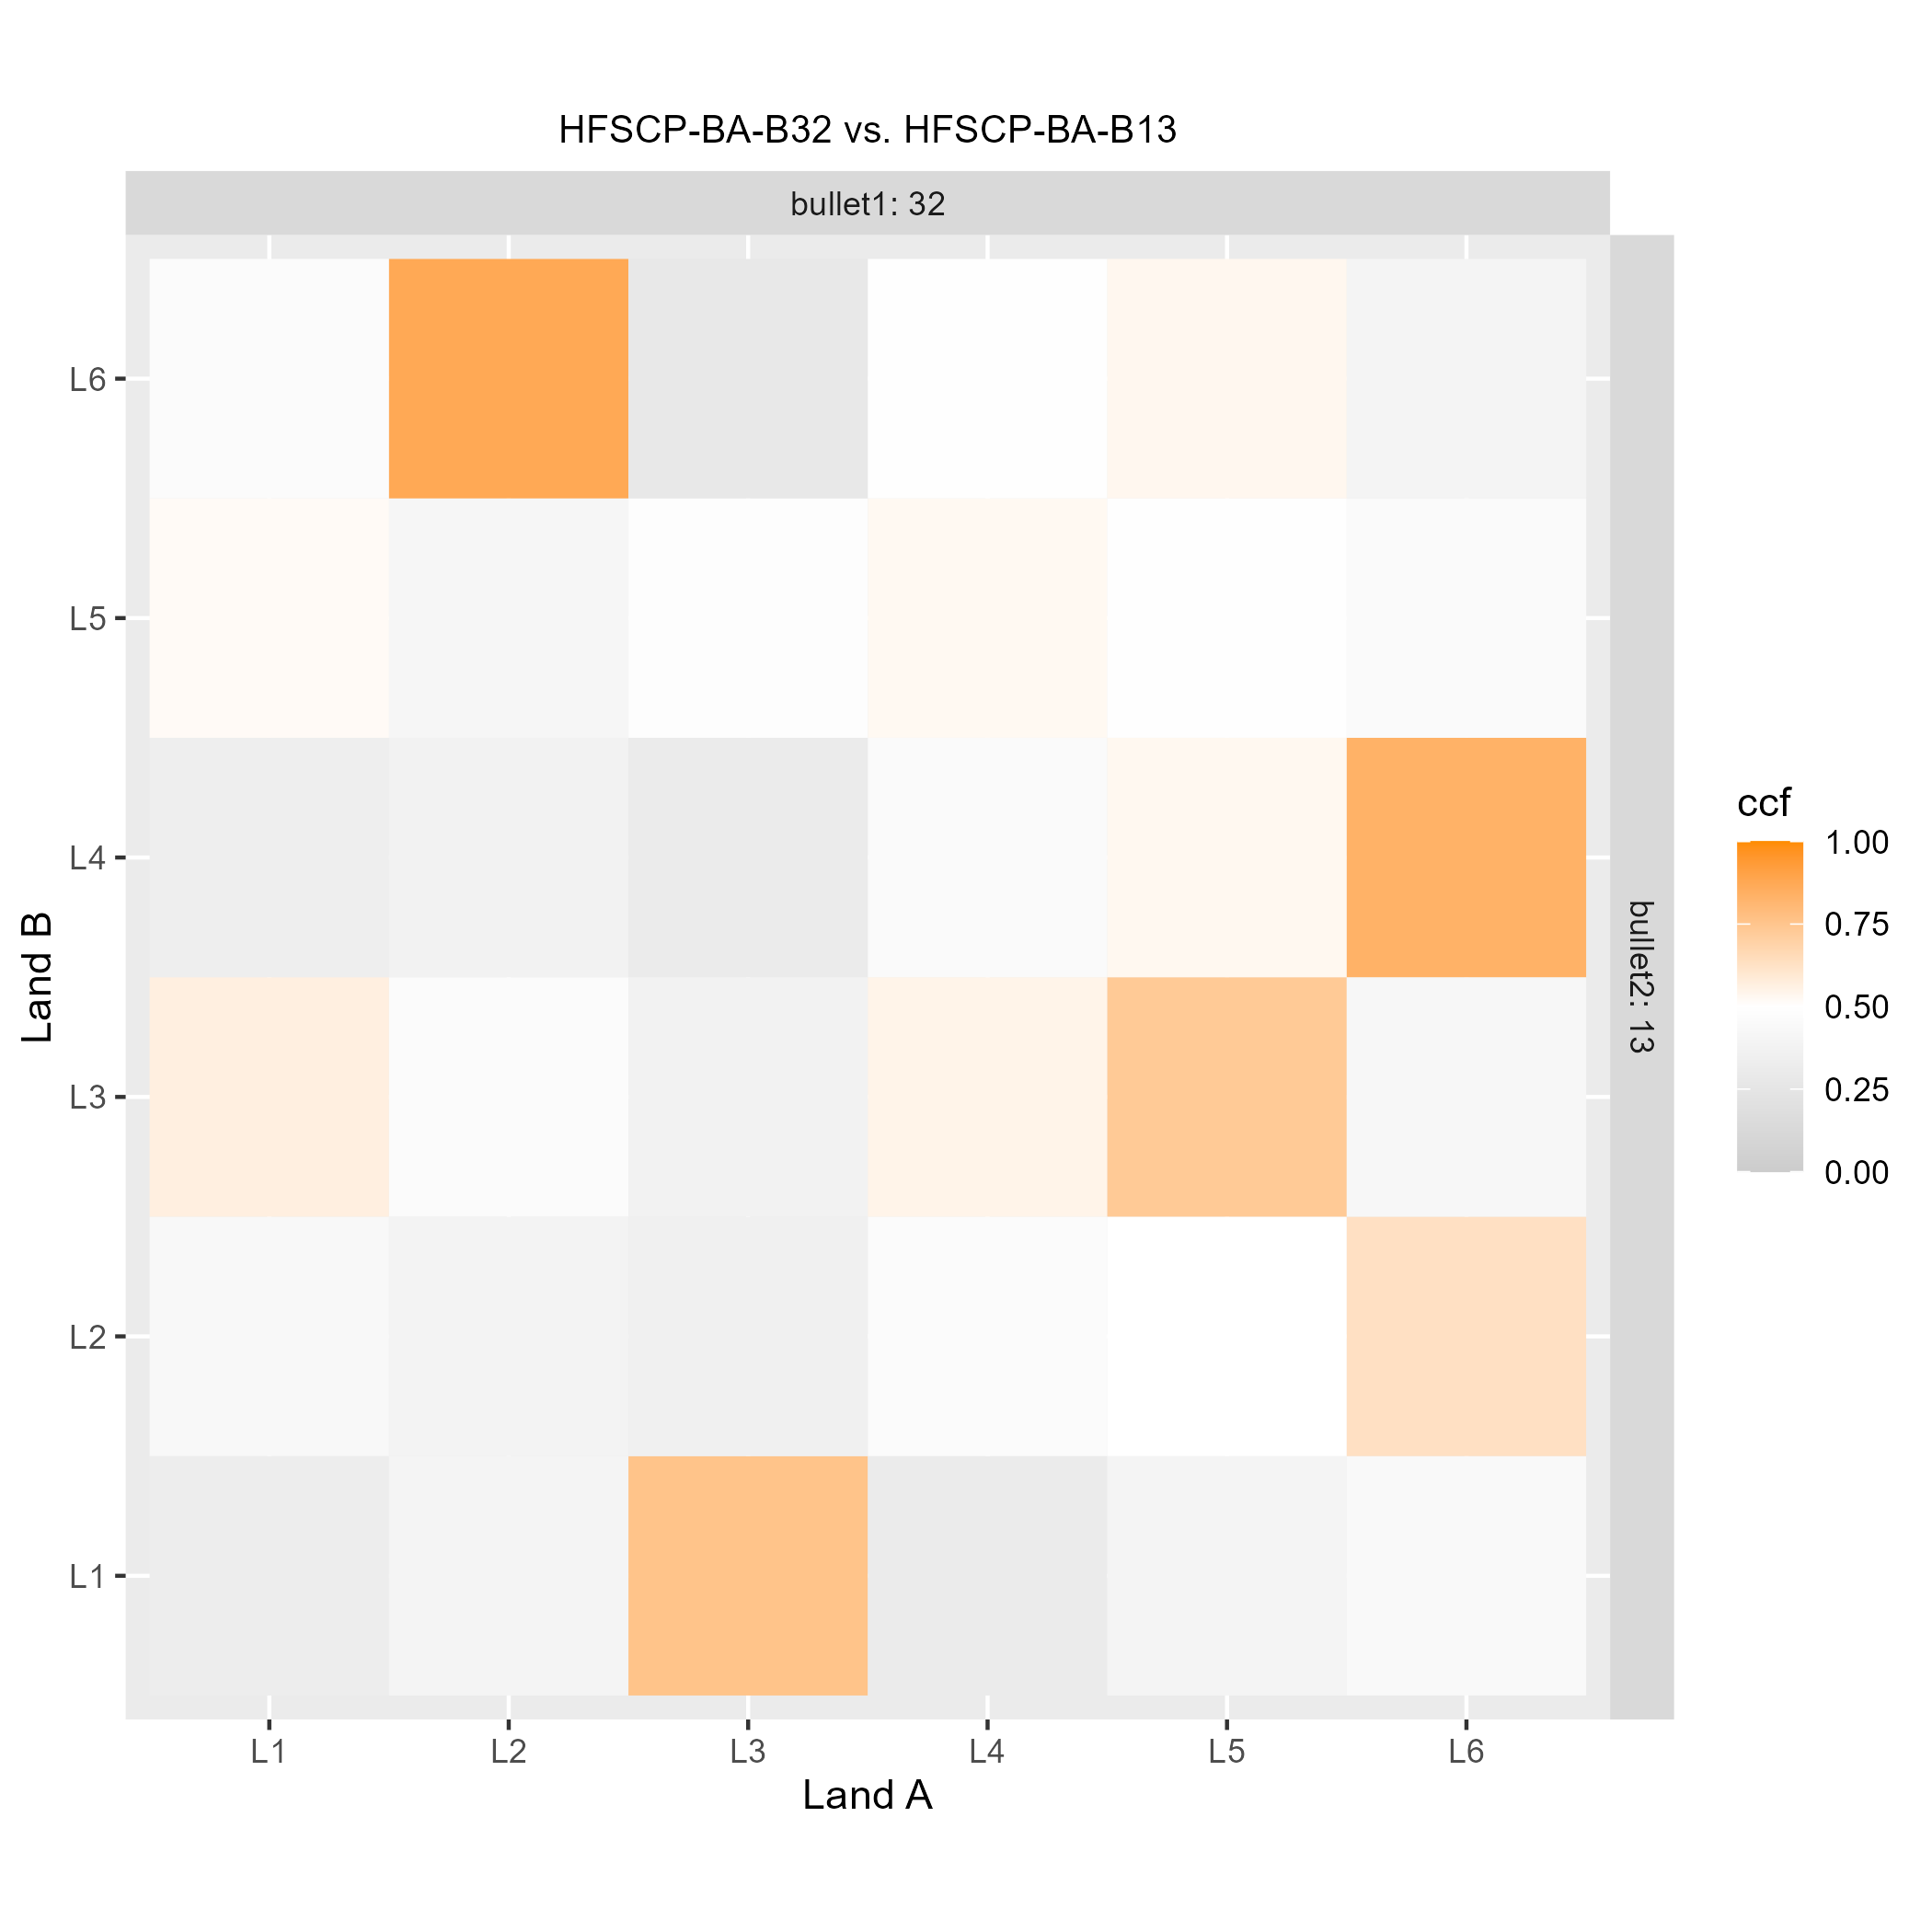 HFSCP-BA-B32 vs. HFSCP-BA-B13
bullet1: 32
L6
L5
L4
L3
L2
L1
Land B
bullet2: 13
L1
L2
L3
L4
L5
L6
Land A
ccf
1.00
0.75
0.50
0.25
0.00